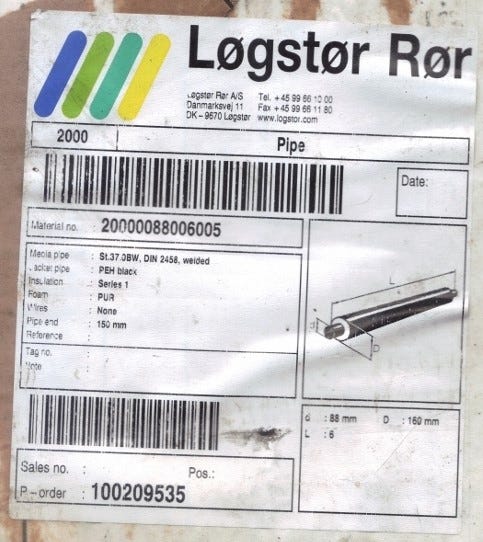 Løgstør Rør
Løgstør Rør A/S Tel. +45 99 66 10 00
Danmarksvej 11 Fax +45 99 66 11 80
DK-9670 Løgstør www.logstor.com
2000 Pipe
Date:
Material no. : 20000088006005
Media pipe : St.37.0BW, DIN 2458, welded
Jacket pipe : PEH black
Insulation : Series 1
Foam : PUR
Wires : None
Pipe end : 150 mm
Reference :
Tag no. :
Note :
L
d
D
d : 88 mm D : 160 mm
L : 6
Sales no. : Pos.:
P-order : 100209535